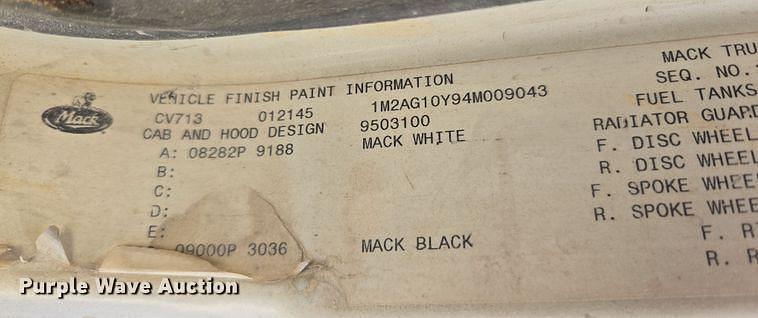 VEHICLE FINISH PAINT INFORMATION
CV713 012145 1M2AG10Y94M009043
CAB AND HOOD DESIGN 9503100
A: 08282P 9188 MACK WHITE
B:
C:
D:
E:
09000P 3036 MACK BLACK
Mack
MACK TRU
SEQ. NO.
FUEL TANKS
RADIATOR GUARD
F. DISC WHEEL
R. DISC WHEEL
F. SPOKE WHEE
R. SPOKE WHEE
F. RI
R. R
Purple Wave Auction